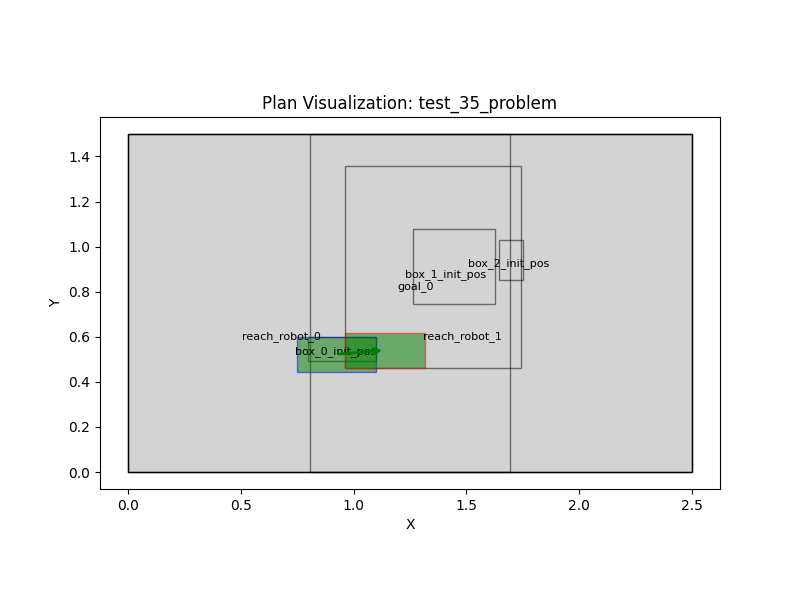 Plan Visualization: test_35_problem
1.4
1.2
1.0
0.8
0.6
0.4
0.2
0.0
Y
box_2_init_pos
box_1_init_pos
goal_0
reach_robot_0
reach_robot_1
box_0_init_pos
0.0 0.5 1.0 1.5 2.0 2.5
X